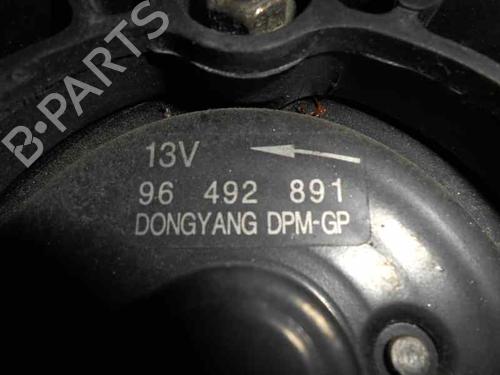 B-PARTS
13V
96 492 891
DONGYANG DPM-GP